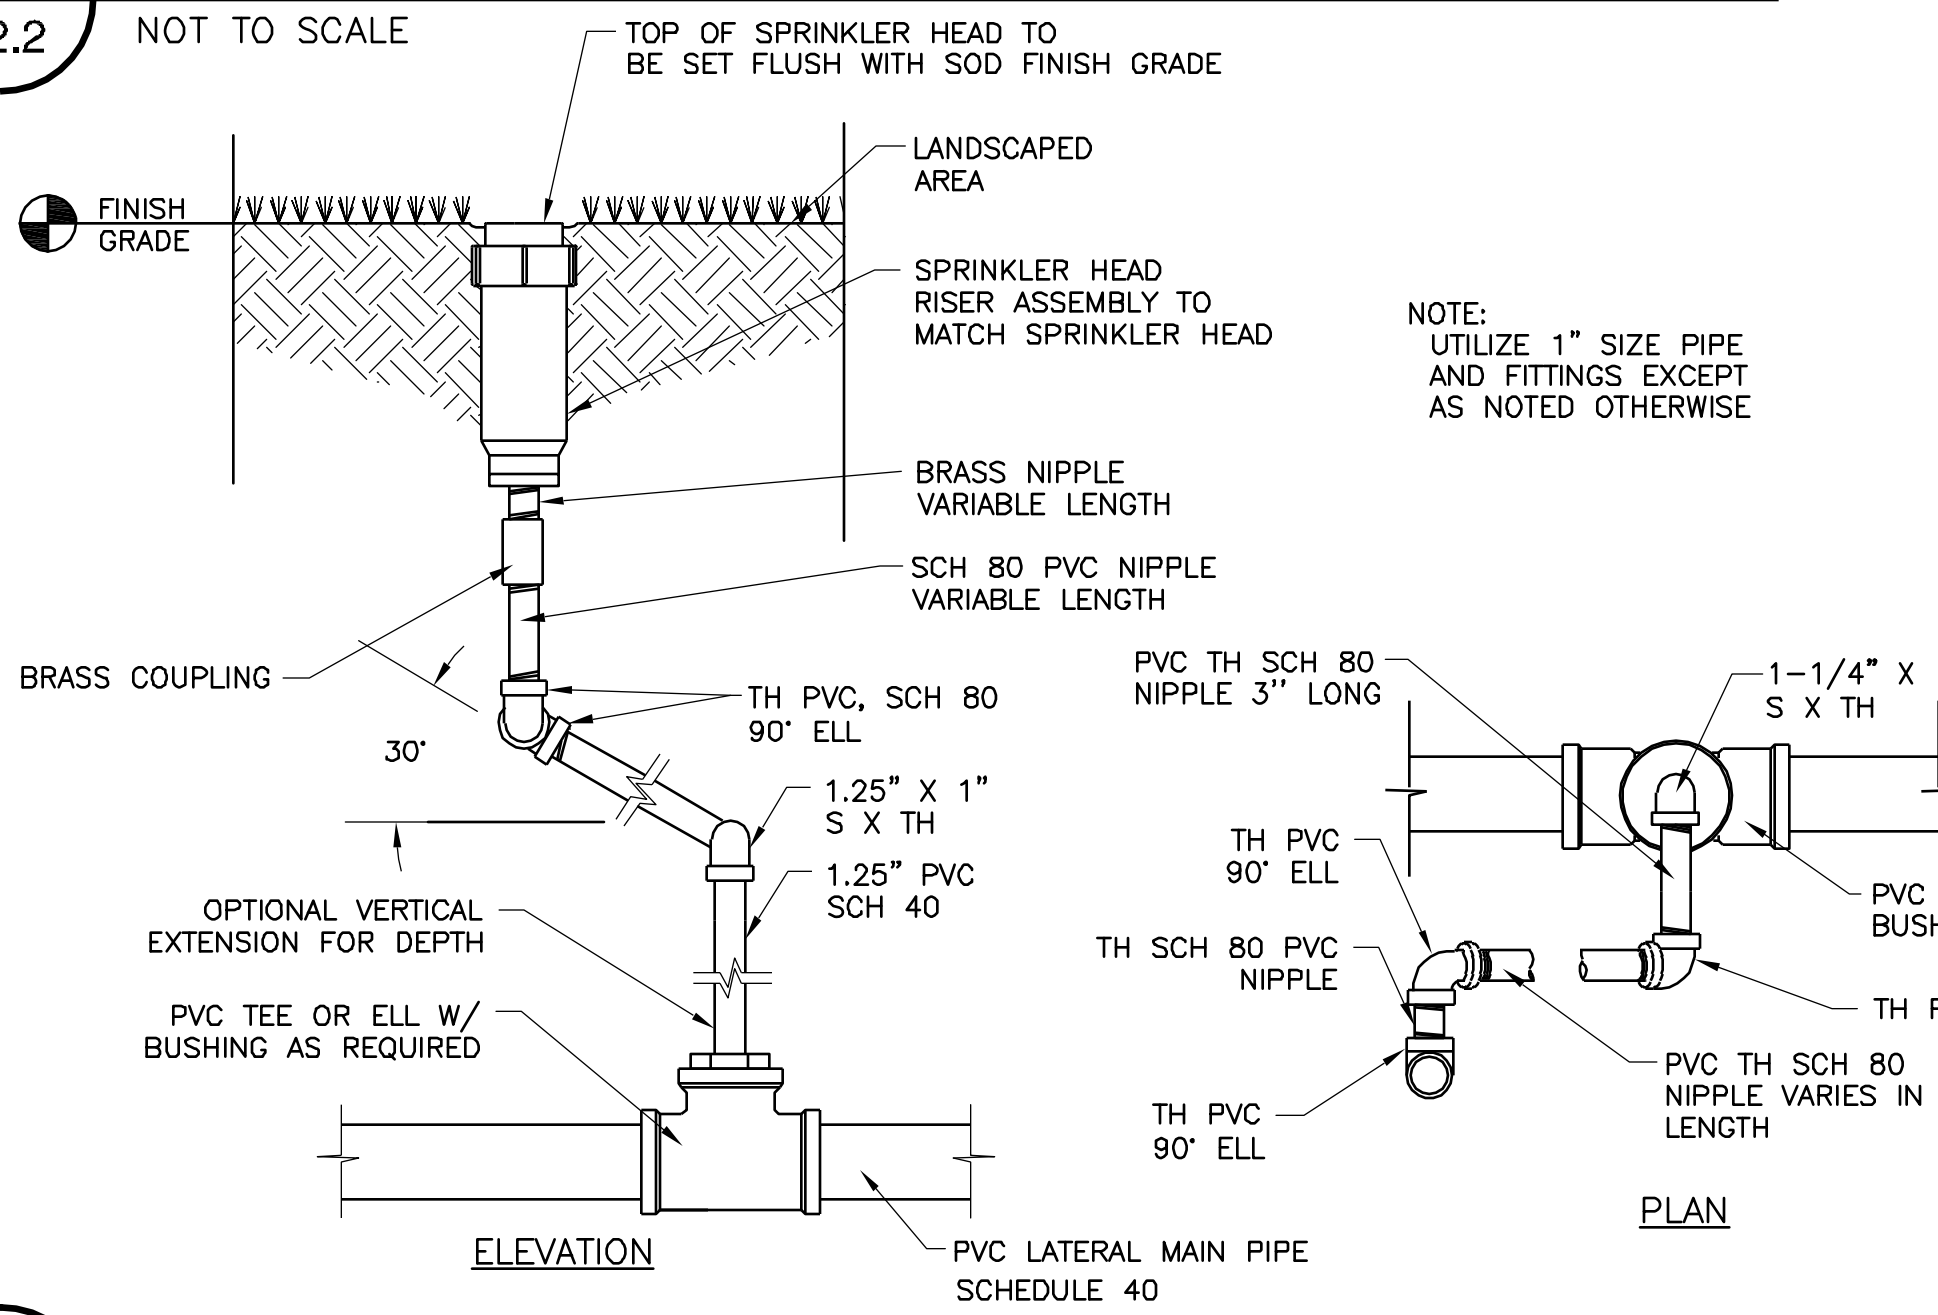 2.2
NOT TO SCALE
TOP OF SPRINKLER HEAD TO
BE SET FLUSH WITH SOD FINISH GRADE
LANDSCAPED
AREA
FINISH
GRADE
SPRINKLER HEAD
RISER ASSEMBLY TO
MATCH SPRINKLER HEAD
NOTE:
UTILIZE 1" SIZE PIPE
AND FITTINGS EXCEPT
AS NOTED OTHERWISE
BRASS NIPPLE
VARIABLE LENGTH
SCH 80 PVC NIPPLE
VARIABLE LENGTH
BRASS COUPLING
TH PVC, SCH 80
90° ELL
30°
1.25" X 1"
S X TH
1.25" PVC
SCH 40
OPTIONAL VERTICAL
EXTENSION FOR DEPTH
PVC TEE OR ELL W/
BUSHING AS REQUIRED
ELEVATION
PVC LATERAL MAIN PIPE
SCHEDULE 40
PVC TH SCH 80
NIPPLE 3'' LONG
1-1/4" X
S X TH
TH PVC
90° ELL
PVC
TH SCH 80 PVC
NIPPLE
TH
PVC TH SCH 80
NIPPLE VARIES IN
LENGTH
TH PVC
90° ELL
PLAN